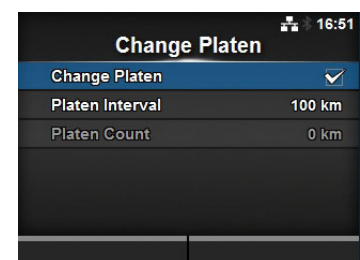 16:51
Change Platen
Change Platen
Platen Interval 100 km
Platen Count 0 km